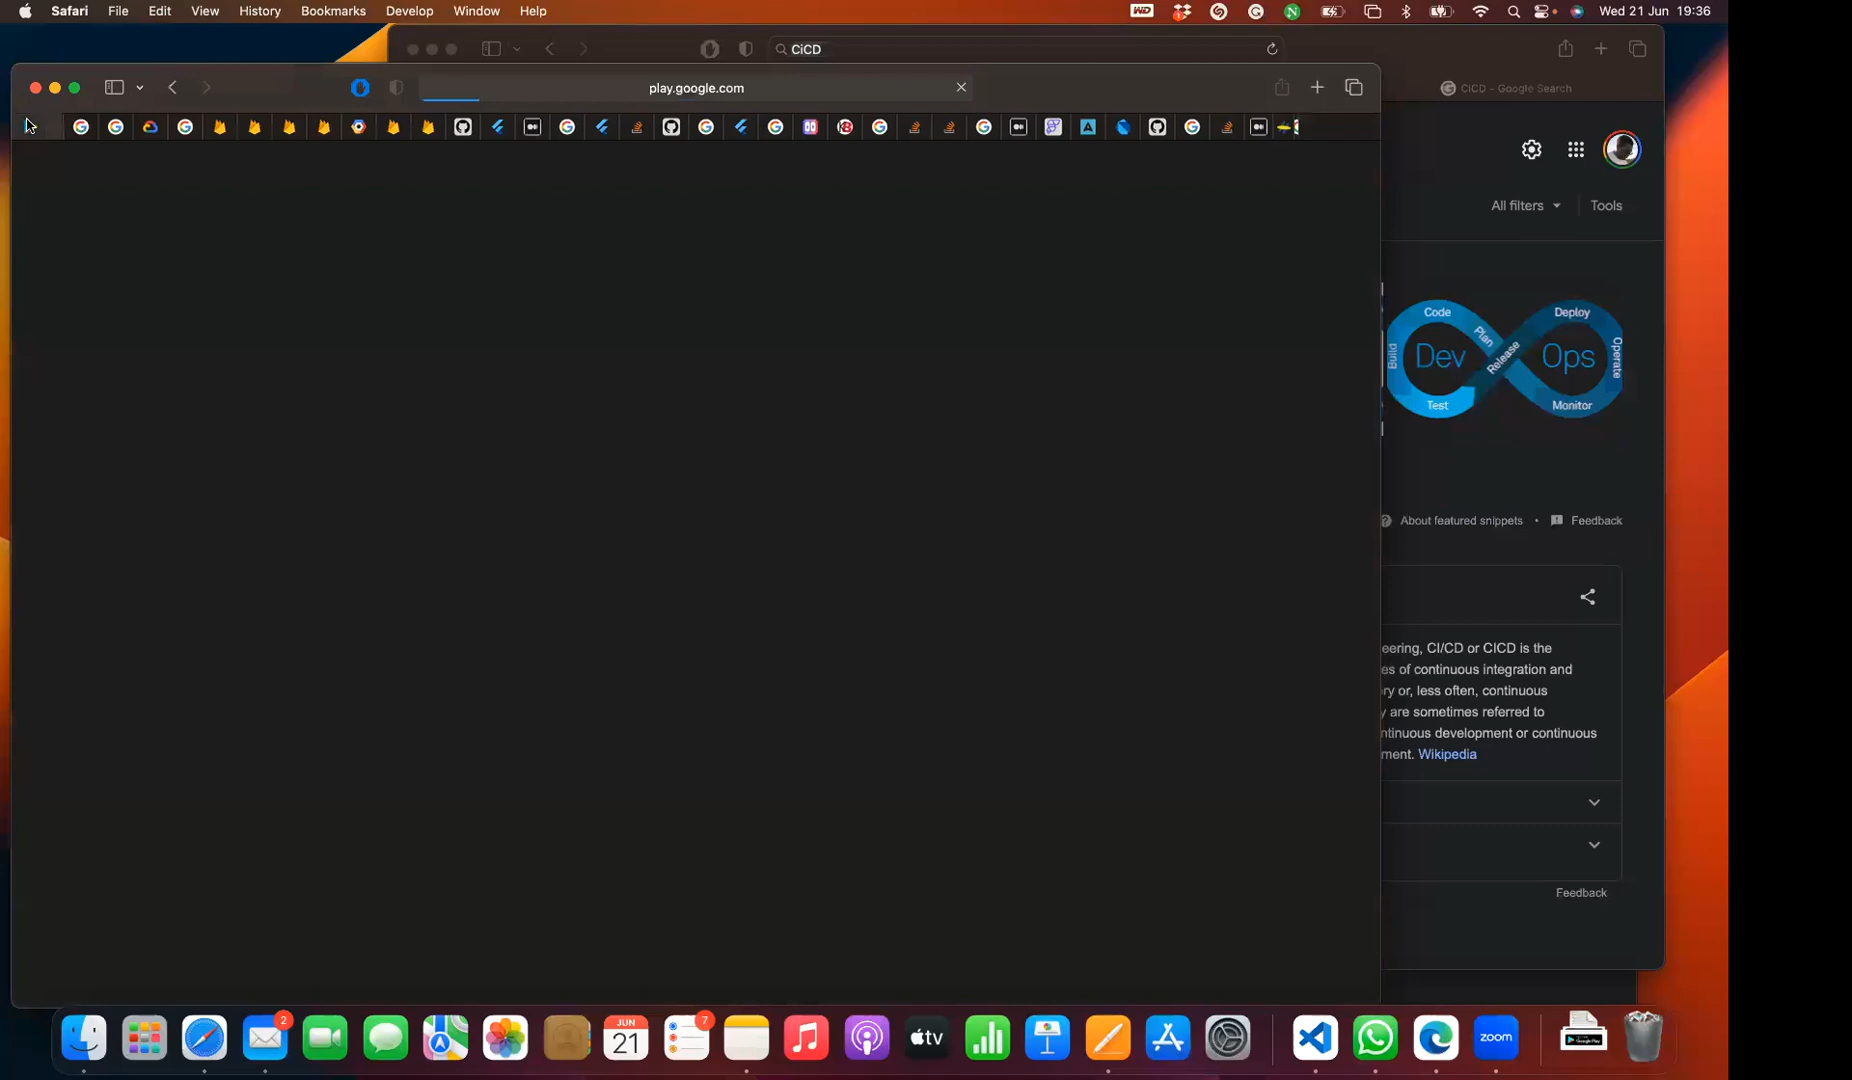 Safari File Edit View History Bookmarks Develop Window Help
Wed 21 Jun 19:36
CiCD
play.google.com
CiCD - Google Search
All filters Tools
Code
Plan
Build
Dev
Test
Release
Deploy
Ops
Operate
Monitor
About featured snippets • Feedback
eering, CI/CD or CICD is the
es of continuous integration and
ry or, less often, continuous
y are sometimes referred to
ntinuous development or continuous
ment. Wikipedia
Feedback
2
JUN
21
7
tv
zoom